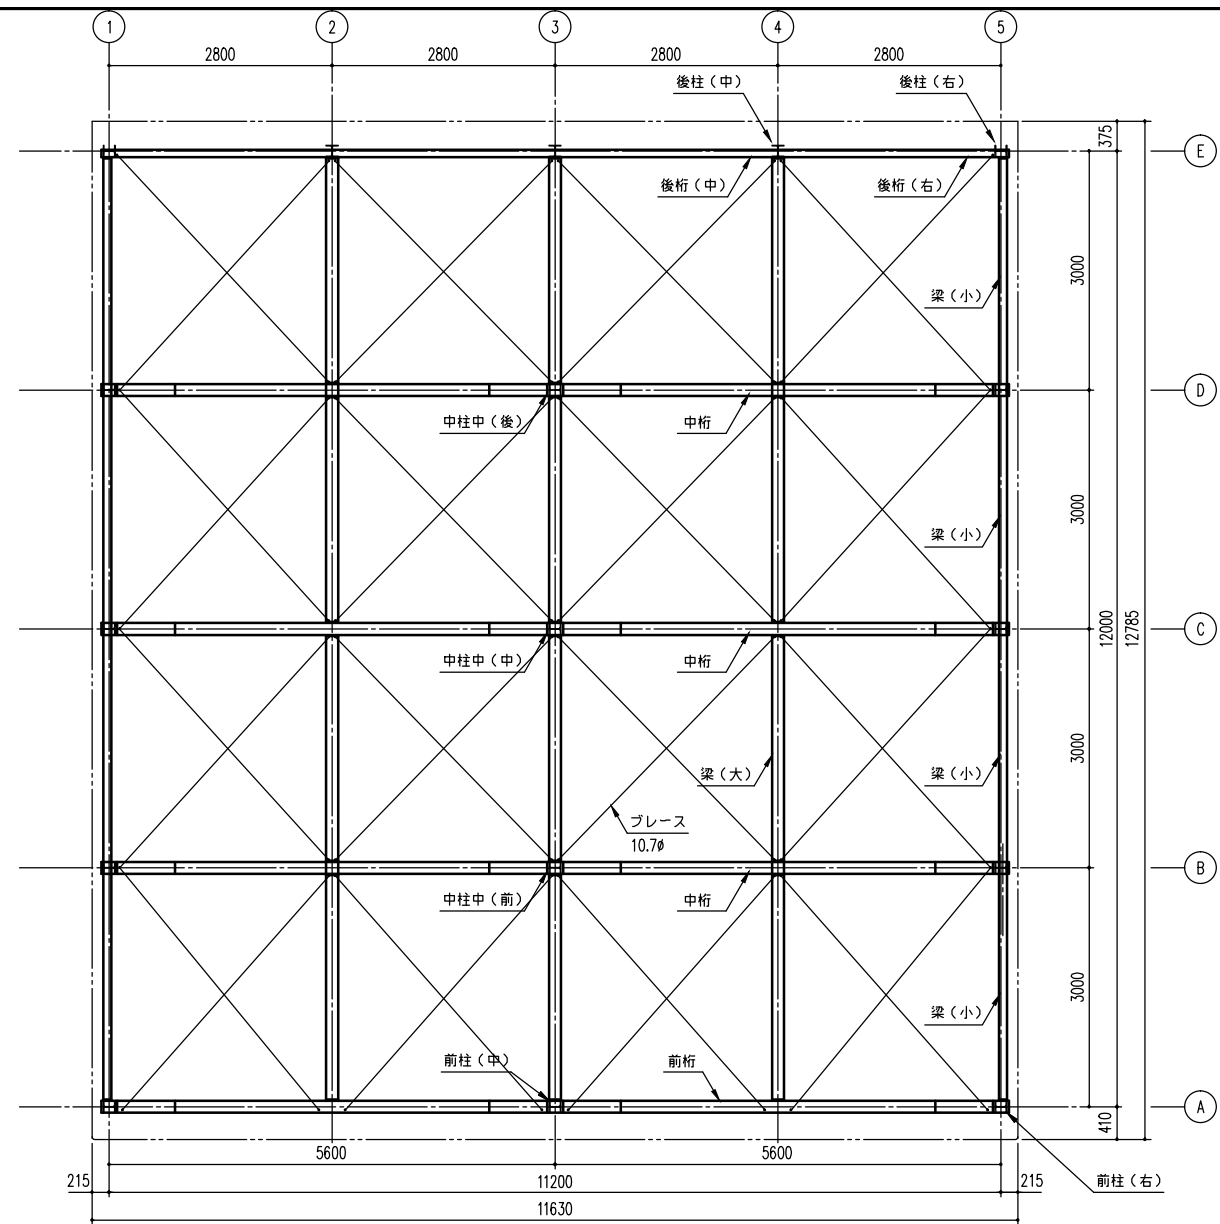 1 2 3 4 5
2800 2800 2800 2800
後柱（中） 後柱（右）
375
E
後桁（中） 後桁（右）
3000
梁（小）
D
中柱中（後） 中桁
3000
梁（小）
12000
12785
C
中柱中（中） 中桁
3000
梁（大） 梁（小）
ブレース
10.7ø
B
中柱中（前） 中桁
3000
梁（小）
前柱（中） 前桁
A
410
5600 5600
215 11200 215
前柱（右）
11630